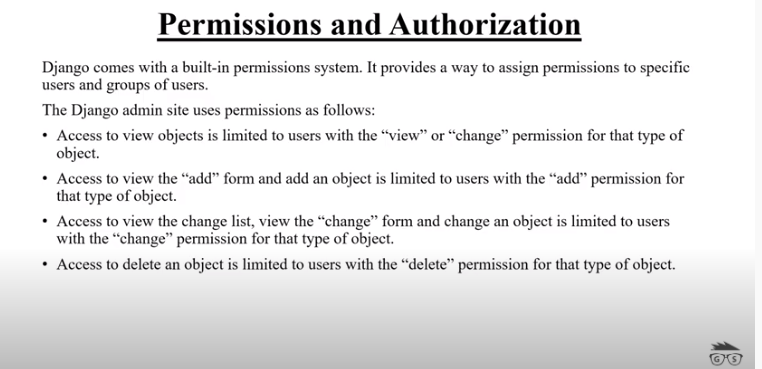 Permissions and Authorization
Django comes with a built-in permissions system. It provides a way to assign permissions to specific
users and groups of users.
The Django admin site uses permissions as follows:
• Access to view objects is limited to users with the “view” or “change” permission for that type of
object.
• Access to view the “add” form and add an object is limited to users with the “add” permission for
that type of object.
• Access to view the change list, view the “change” form and change an object is limited to users
with the “change” permission for that type of object.
• Access to delete an object is limited to users with the “delete” permission for that type of object.
G S